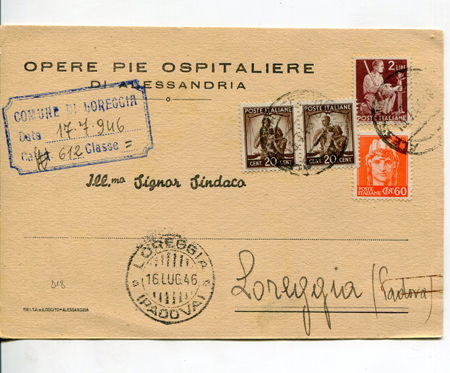 OPERE PIE OSPITALIERE
DI ALESSANDRIA
COMUNE DI LOREGGIA
Data 17.7.946
612 Classe =
2 LIRE
POSTE ITALIANE
POSTE ITALIANE
POSTE ITALIANE
20 CENT
20 CENT
POSTE ITALIANE CEN 60
Ill.mo Signor Sindaco
LOREGGIA
16.LUG.46
(PADOVA)
Loreggia (Padova)